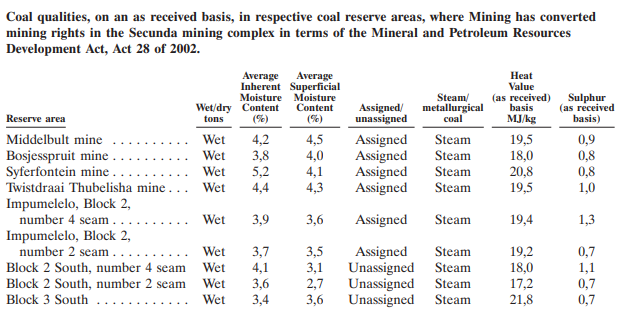 Coal qualities, on an as received basis, in respective coal reserve areas, where Mining has converted
mining rights in the Secunda mining complex in terms of the Mineral and Petroleum Resources
Development Act, Act 28 of 2002.
Average Average Heat
Inherent Superficial Value
Moisture Moisture Steam/ (as received) Sulphur
Wet/dry Content Content Assigned/ metallurgical basis (as received
Reserve area tons (%) (%) unassigned coal MJ/kg basis)
Middelbult mine . . . . . . . . . . Wet 4,2 4,5 Assigned Steam 19,5 0,9
Bosjesspruit mine . . . . . . . . . . Wet 3,8 4,0 Assigned Steam 18,0 0,8
Syferfontein mine . . . . . . . . . . Wet 5,2 4,1 Assigned Steam 20,8 0,8
Twistdraai Thubelisha mine . . . Wet 4,4 4,3 Assigned Steam 19,5 1,0
Impumelelo, Block 2,
number 4 seam . . . . . . . . . . Wet 3,9 3,6 Assigned Steam 19,4 1,3
Impumelelo, Block 2,
number 2 seam . . . . . . . . . . Wet 3,7 3,5 Assigned Steam 19,2 0,7
Block 2 South, number 4 seam Wet 4,1 3,1 Unassigned Steam 18,0 1,1
Block 2 South, number 2 seam Wet 3,6 2,7 Unassigned Steam 17,2 0,7
Block 3 South . . . . . . . . . . . . Wet 3,4 3,6 Unassigned Steam 21,8 0,7